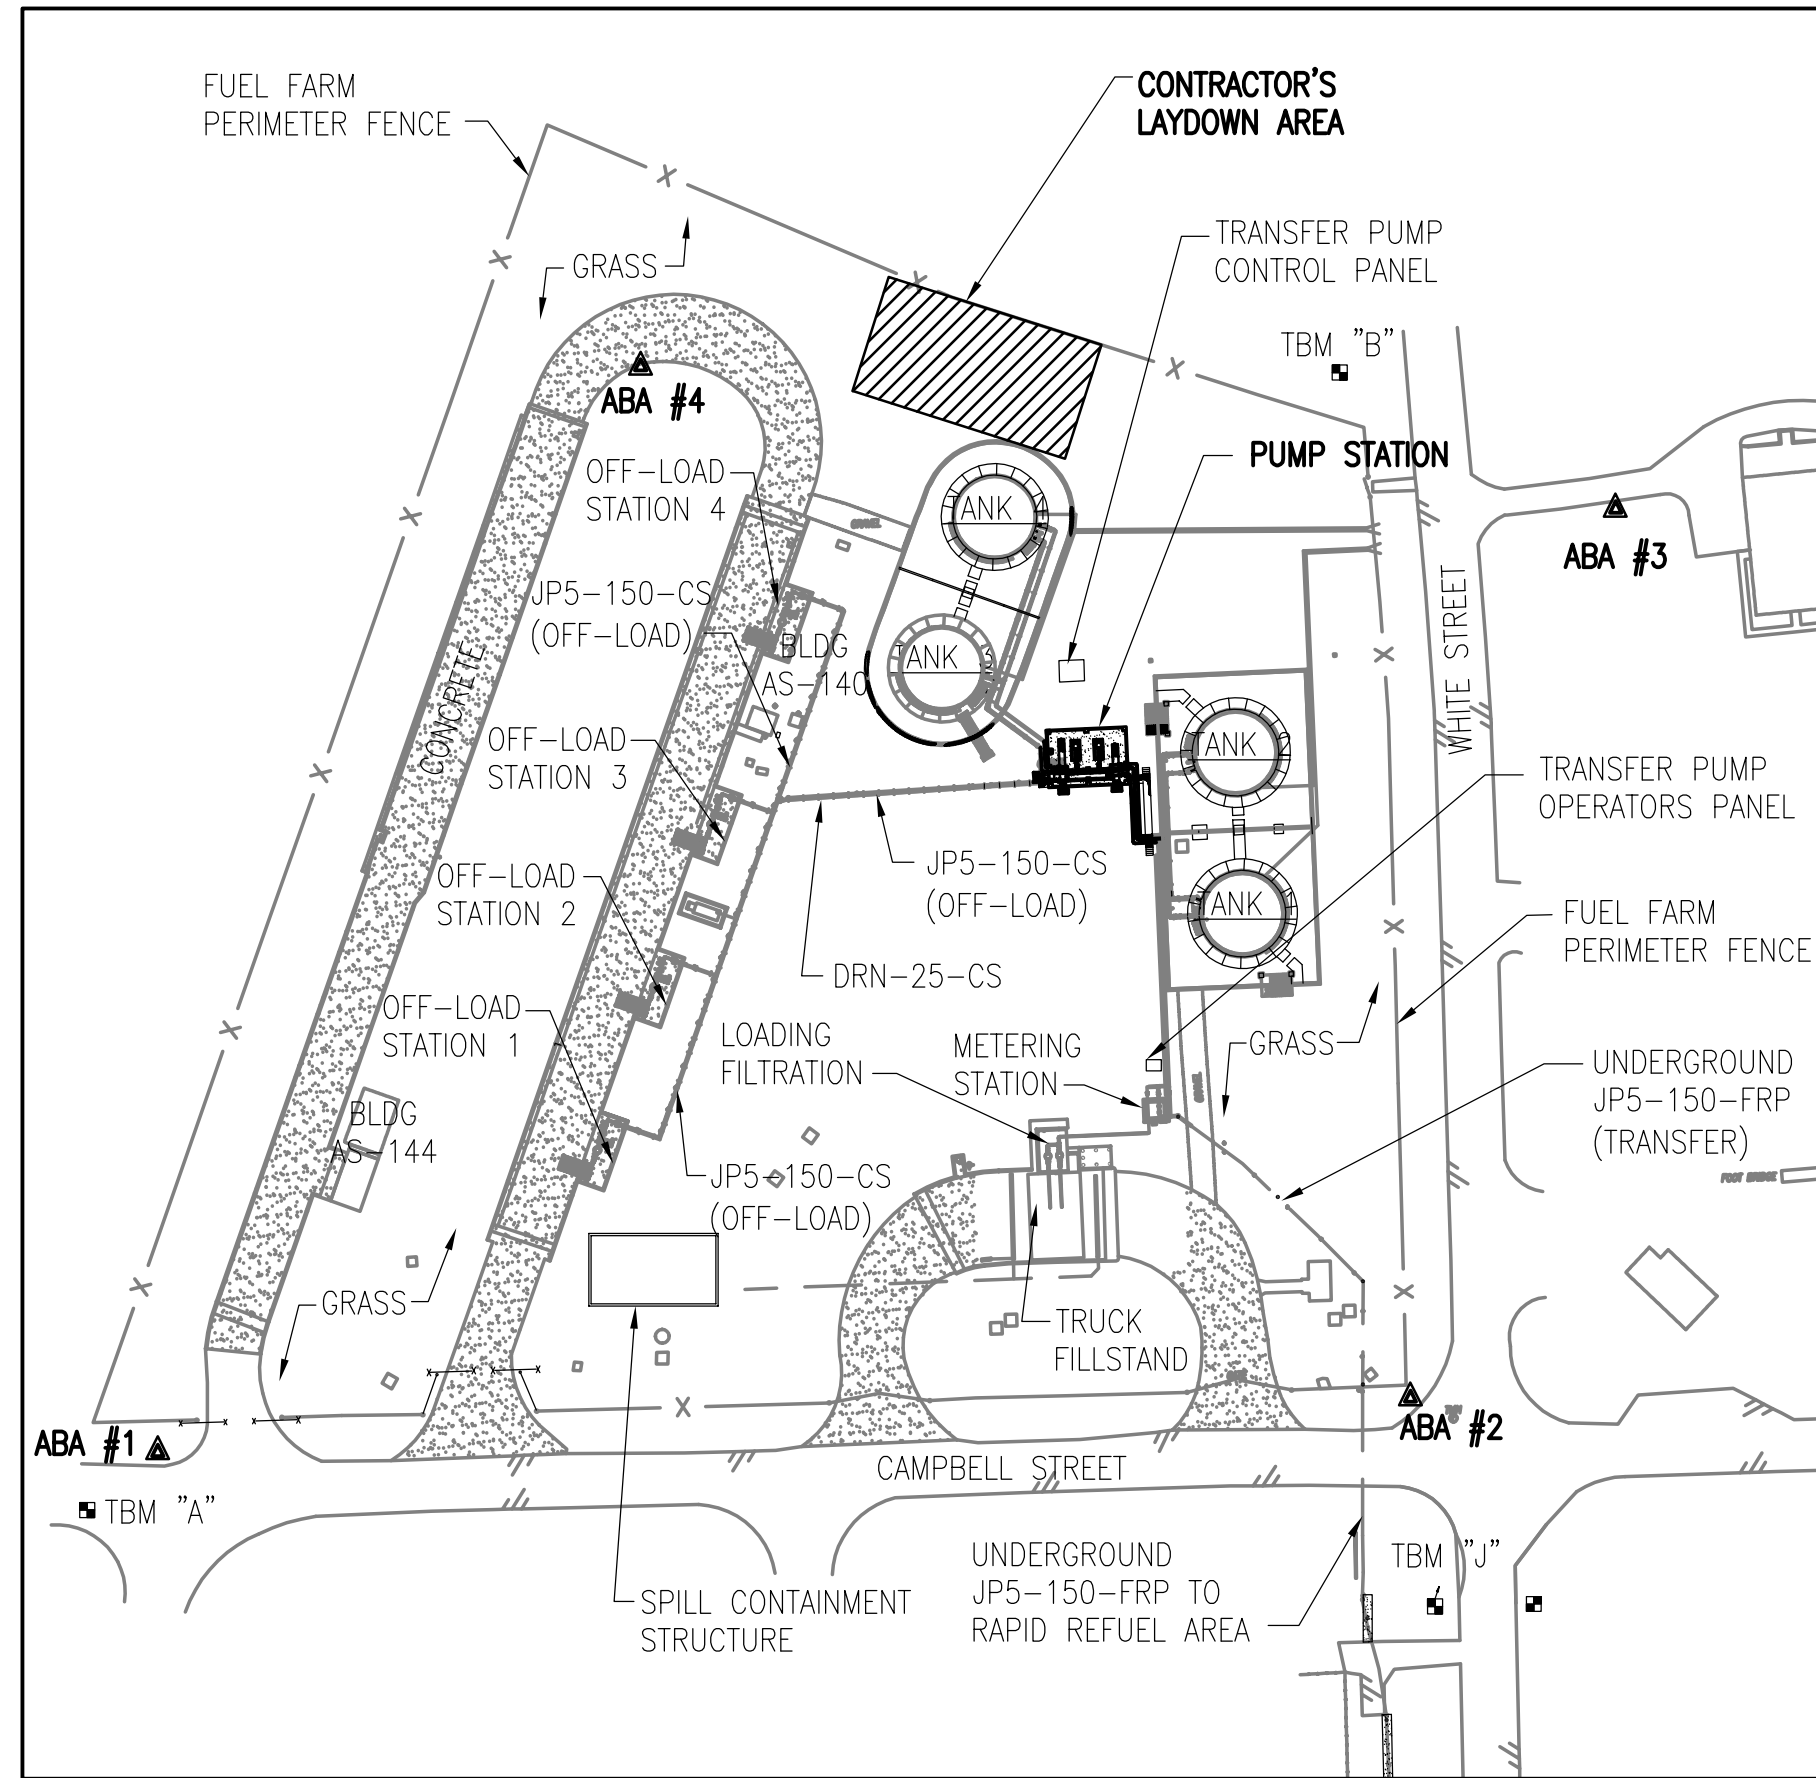 FUEL FARM
PERIMETER FENCE
CONTRACTOR'S
LAYDOWN AREA
GRASS
TRANSFER PUMP
CONTROL PANEL
TBM "B"
ABA #4
PUMP STATION
OFF-LOAD
STATION 4
TANK
GRAVEL
ABA #3
JP5-150-CS
(OFF-LOAD)
BLDG
AS-140
TANK 3
WHITE STREET
CONCRETE
OFF-LOAD
STATION 3
TANK 2
TRANSFER PUMP
OPERATORS PANEL
JP5-150-CS
(OFF-LOAD)
OFF-LOAD
STATION 2
TANK 1
FUEL FARM
PERIMETER FENCE
DRN-25-CS
OFF-LOAD
STATION 1
LOADING
FILTRATION
METERING
STATION
GRASS
GRAVEL
UNDERGROUND
JP5-150-FRP
(TRANSFER)
BLDG
AS-144
JP5-150-CS
(OFF-LOAD)
FOOT BRIDGE
GRASS
TRUCK
FILLSTAND
ABA #1
ABA #2
CAMPBELL STREET
TBM "A"
UNDERGROUND
JP5-150-FRP TO
RAPID REFUEL AREA
TBM "J"
SPILL CONTAINMENT
STRUCTURE